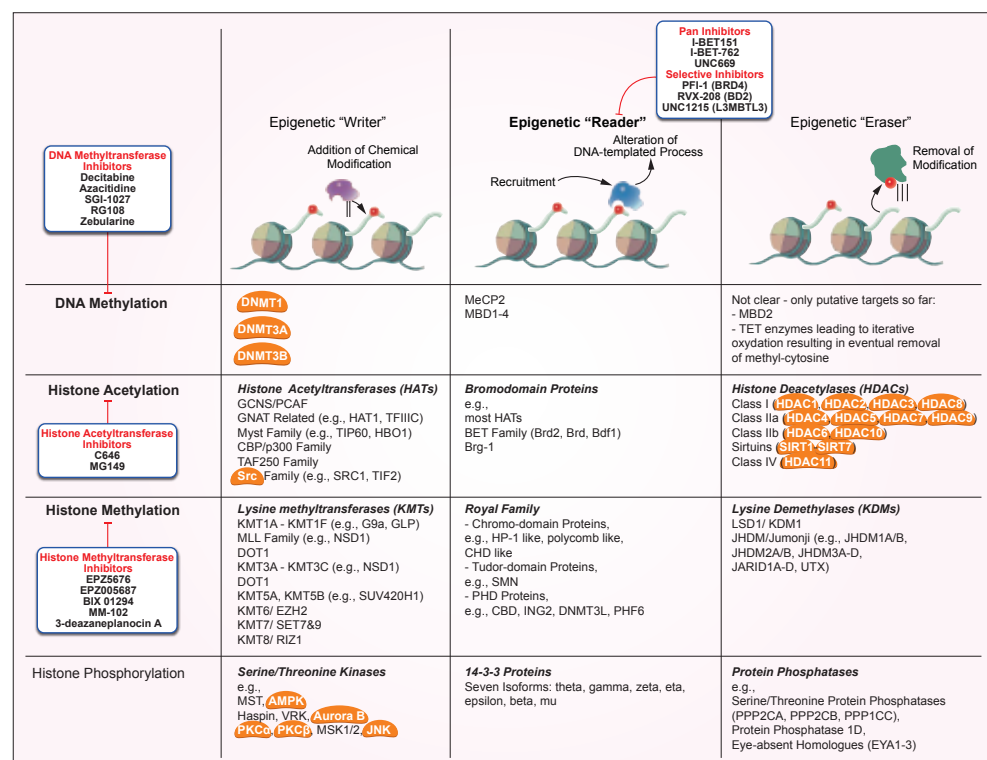 Pan Inhibitors
I-BET151
I-BET-762
UNC669
Selective Inhibitors
PFI-1 (BRD4)
RVX-208 (BD2)
UNC1215 (L3MBTL3)
Epigenetic "Writer"
Epigenetic "Reader"
Epigenetic "Eraser"
Addition of Chemical
Modification
Recruitment
Alteration of
DNA-templated Process
Removal of
Modification
DNA Methyltransferase
Inhibitors
Decitabine
Azacitidine
SGI-1027
RG108
Zebularine
DNA Methylation
DNMT1
DNMT3A
DNMT3B
MeCP2
MBD1-4
Not clear - only putative targets so far:
- MBD2
- TET enzymes leading to iterative
oxydation resulting in eventual removal
of methyl-cytosine
Histone Acetylation
Histone Acetyltransferase
Inhibitors
C646
MG149
Histone Acetyltransferases (HATs)
GCNS/PCAF
GNAT Related (e.g., HAT1, TFIIIC)
Myst Family (e.g., TIP60, HBO1)
CBP/p300 Family
TAF250 Family
Src Family (e.g., SRC1, TIF2)
Bromodomain Proteins
e.g.,
most HATs
BET Family (Brd2, Brd, Bdf1)
Brg-1
Histone Deacetylases (HDACs)
Class I (HDAC1, HDAC2, HDAC3, HDAC8)
Class IIa (HDAC4, HDAC5, HDAC7, HDAC9)
Class IIb (HDAC6, HDAC10)
Sirtuins (SIRT1-SIRT7)
Class IV (HDAC11)
Histone Methylation
Histone Methyltransferase
Inhibitors
EPZ5676
EPZ005687
BIX 01294
MM-102
3-deazaneplanocin A
Lysine methyltransferases (KMTs)
KMT1A - KMT1F (e.g., G9a, GLP)
MLL Family (e.g., NSD1)
DOT1
KMT3A - KMT3C (e.g., NSD1)
DOT1
KMT5A, KMT5B (e.g., SUV420H1)
KMT6/ EZH2
KMT7/ SET7&9
KMT8/ RIZ1
Royal Family
- Chromo-domain Proteins,
e.g., HP-1 like, polycomb like,
CHD like
- Tudor-domain Proteins,
e.g., SMN
- PHD Proteins,
e.g., CBD, ING2, DNMT3L, PHF6
Lysine Demethylases (KDMs)
LSD1/ KDM1
JHDM/Jumonji (e.g., JHDM1A/B,
JHDM2A/B, JHDM3A-D,
JARID1A-D, UTX)
Histone Phosphorylation
Serine/Threonine Kinases
e.g.,
MST, AMPK
Haspin, VRK, Aurora B
PKCα, PKCβ, MSK1/2, JNK
14-3-3 Proteins
Seven Isoforms: theta, gamma, zeta, eta,
epsilon, beta, mu
Protein Phosphatases
e.g.,
Serine/Threonine Protein Phosphatases
(PPP2CA, PPP2CB, PPP1CC),
Protein Phosphatase 1D,
Eye-absent Homologues (EYA1-3)